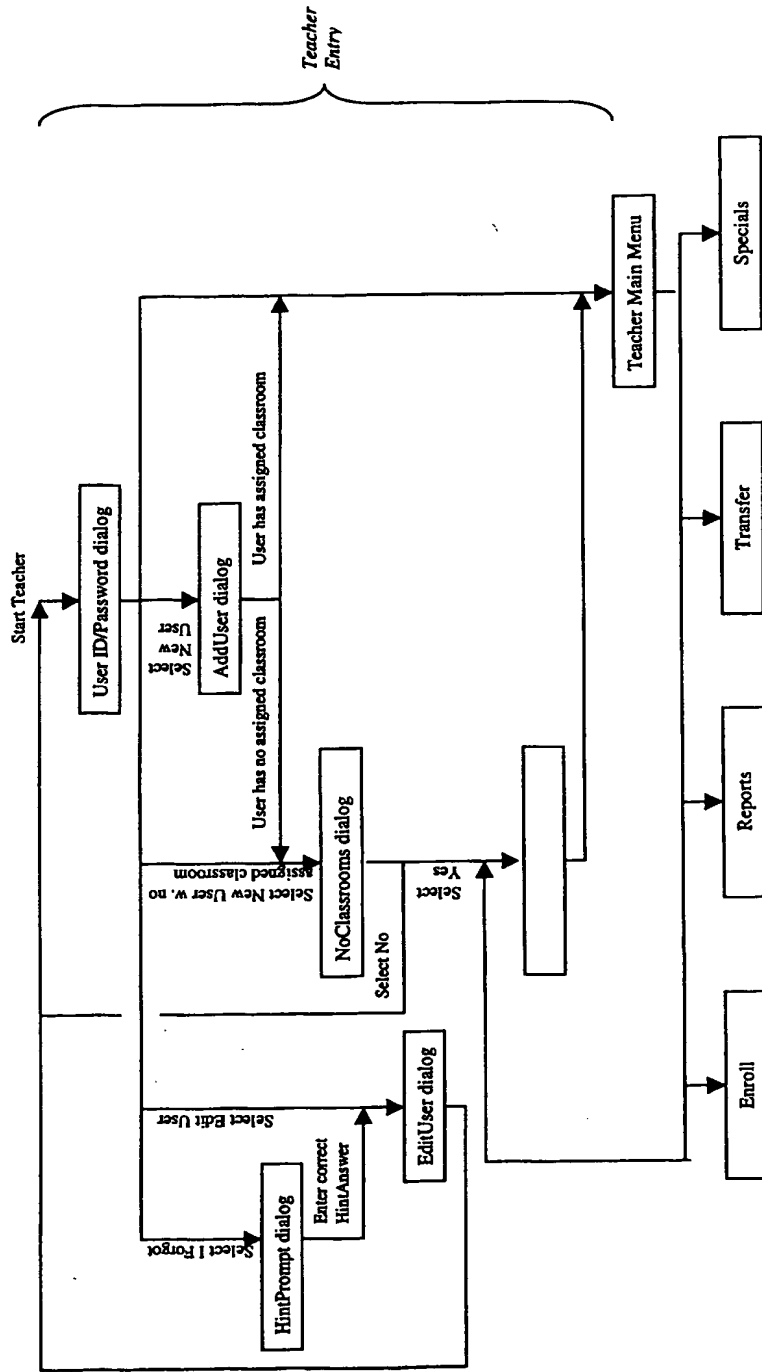 Teacher
Entry
Start Teacher
User ID/Password dialog
Select
New
User
AddUser dialog
User has no assigned classroom
User has assigned classroom
Select New User w. no
assigned classroom
NoClassrooms dialog
Select No
Select
Yes
Select Edit User
Select I Forgot
HintPrompt dialog
Enter correct
HintAnswer
EditUser dialog
Teacher Main Menu
Enroll
Reports
Transfer
Specials